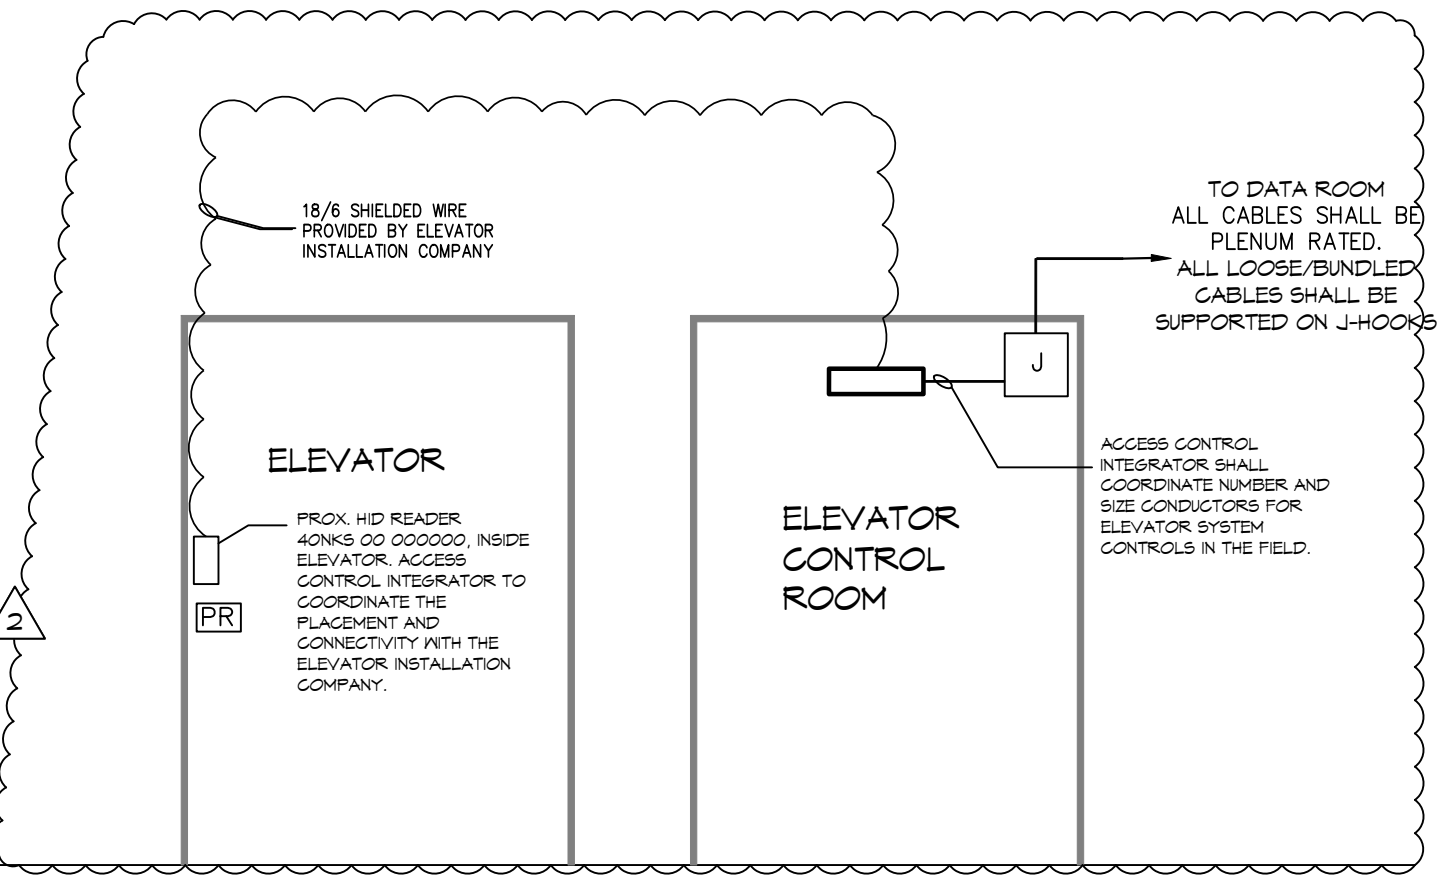 TO DATA ROOM
ALL CABLES SHALL BE
PLENUM RATED.
ALL LOOSE/BUNDLED
CABLES SHALL BE
SUPPORTED ON J-HOOKS
18/6 SHIELDED WIRE
PROVIDED BY ELEVATOR
INSTALLATION COMPANY
J
ELEVATOR
PROX. HID READER
40NKS 00 000000, INSIDE
ELEVATOR. ACCESS
CONTROL INTEGRATOR TO
COORDINATE THE
PLACEMENT AND
CONNECTIVITY WITH THE
ELEVATOR INSTALLATION
COMPANY.
PR
2
ELEVATOR
CONTROL
ROOM
ACCESS CONTROL
INTEGRATOR SHALL
COORDINATE NUMBER AND
SIZE CONDUCTORS FOR
ELEVATOR SYSTEM
CONTROLS IN THE FIELD.